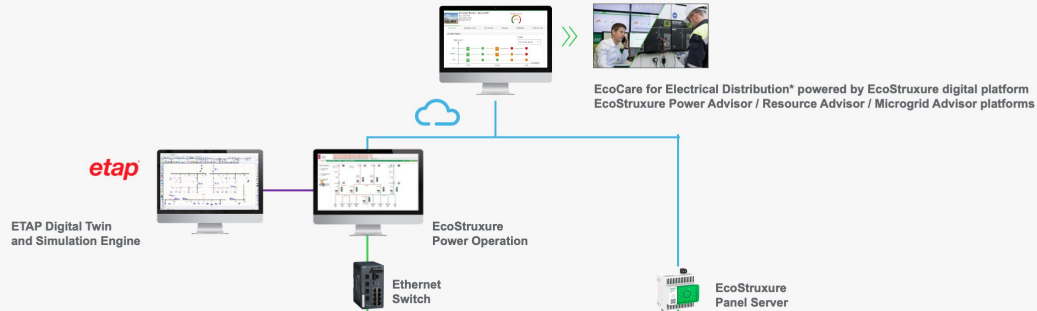 EcoCare for Electrical Distribution* powered by EcoStruxure digital platform
EcoStruxure Power Advisor / Resource Advisor / Microgrid Advisor platforms
etap
ETAP Digital Twin
and Simulation Engine
EcoStruxure
Power Operation
Ethernet
Switch
EcoStruxure
Panel Server